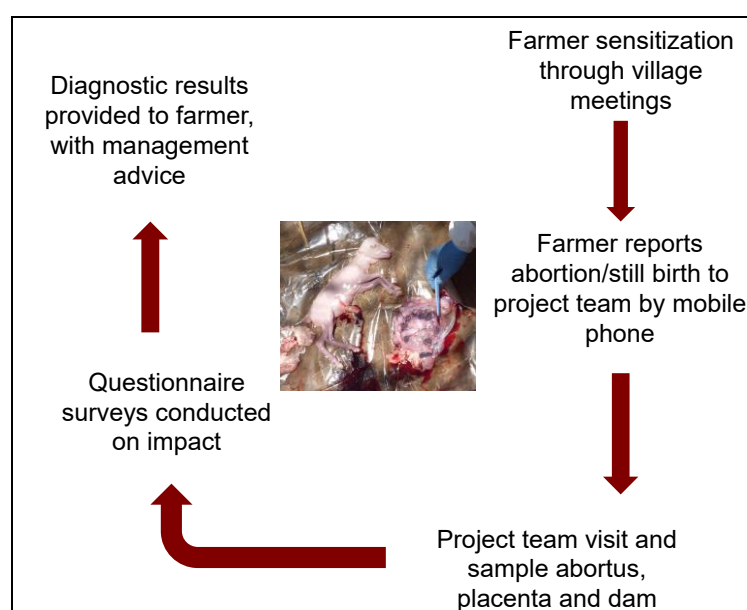 Farmer sensitization
through village
meetings
Farmer reports
abortion/still birth to
project team by mobile
phone
Project team visit and
sample abortus,
placenta and dam
Questionnaire
surveys conducted
on impact
Diagnostic results
provided to farmer,
with management
advice